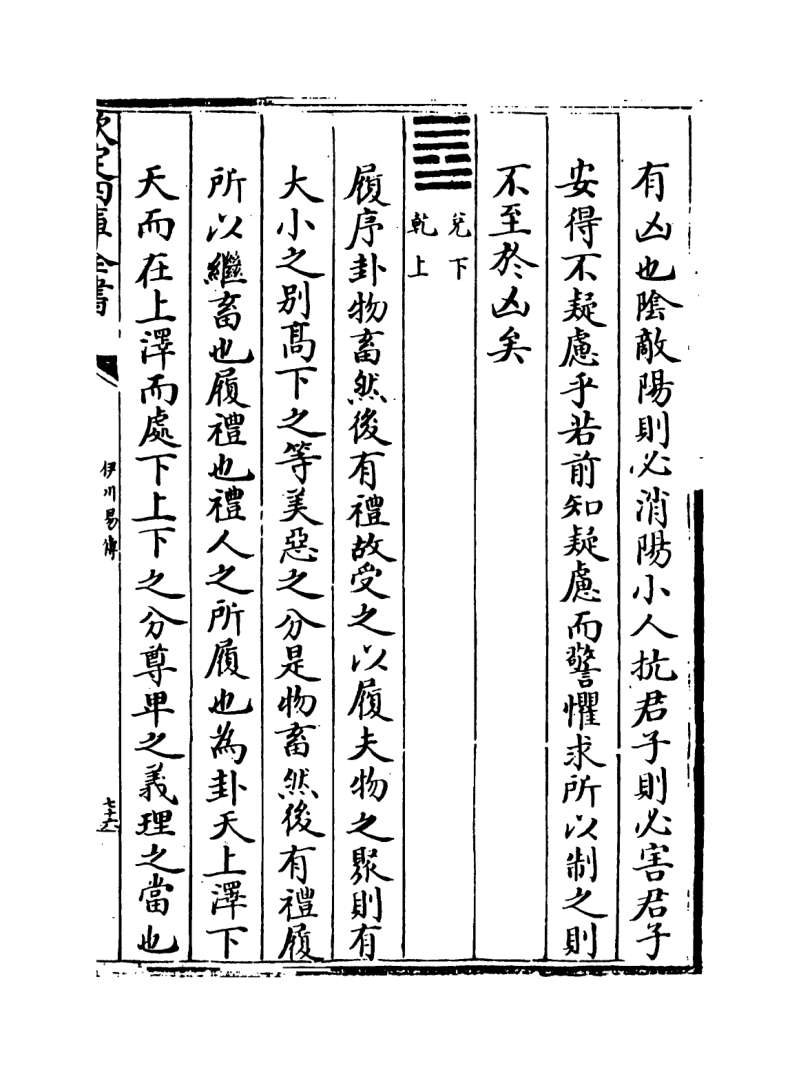 有凶也陰敵陽則必消陽小人抗君子則必害君子
安得不疑慮乎若前知疑慮而警懼求所以制之則
不至於凶矣
兌下
乾上
履序卦物畜然後有禮故受之以履夫物之聚則有
大小之别髙下之等美惡之分是物畜然後有禮履
所以繼畜也履禮也禮人之所履也為卦天上澤下
天而在上澤而處下上下之分尊卑之義理之當也
欽定四庫全書
伊川易傳
七十六